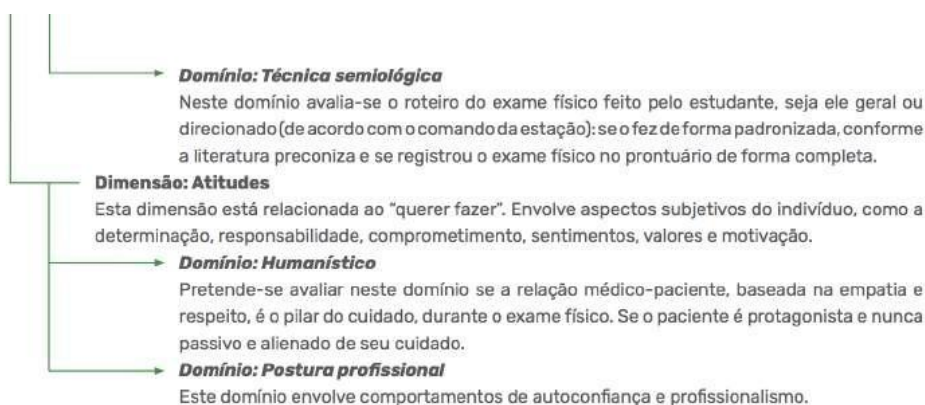 Domínio: Técnica semiológica
Neste domínio avalia-se o roteiro do exame físico feito pelo estudante, seja ele geral ou
direcionado (de acordo com o comando da estação): se o fez de forma padronizada, conforme
a literatura preconiza e se registrou o exame físico no prontuário de forma completa.
Dimensão: Atitudes
Esta dimensão está relacionada ao "querer fazer". Envolve aspectos subjetivos do indivíduo, como a
determinação, responsabilidade, comprometimento, sentimentos, valores e motivação.
Domínio: Humanístico
Pretende-se avaliar neste domínio se a relação médico-paciente, baseada na empatia e
respeito, é o pilar do cuidado, durante o exame físico. Se o paciente é protagonista e nunca
passivo e alienado de seu cuidado.
Domínio: Postura profissional
Este domínio envolve comportamentos de autoconfiança e profissionalismo.